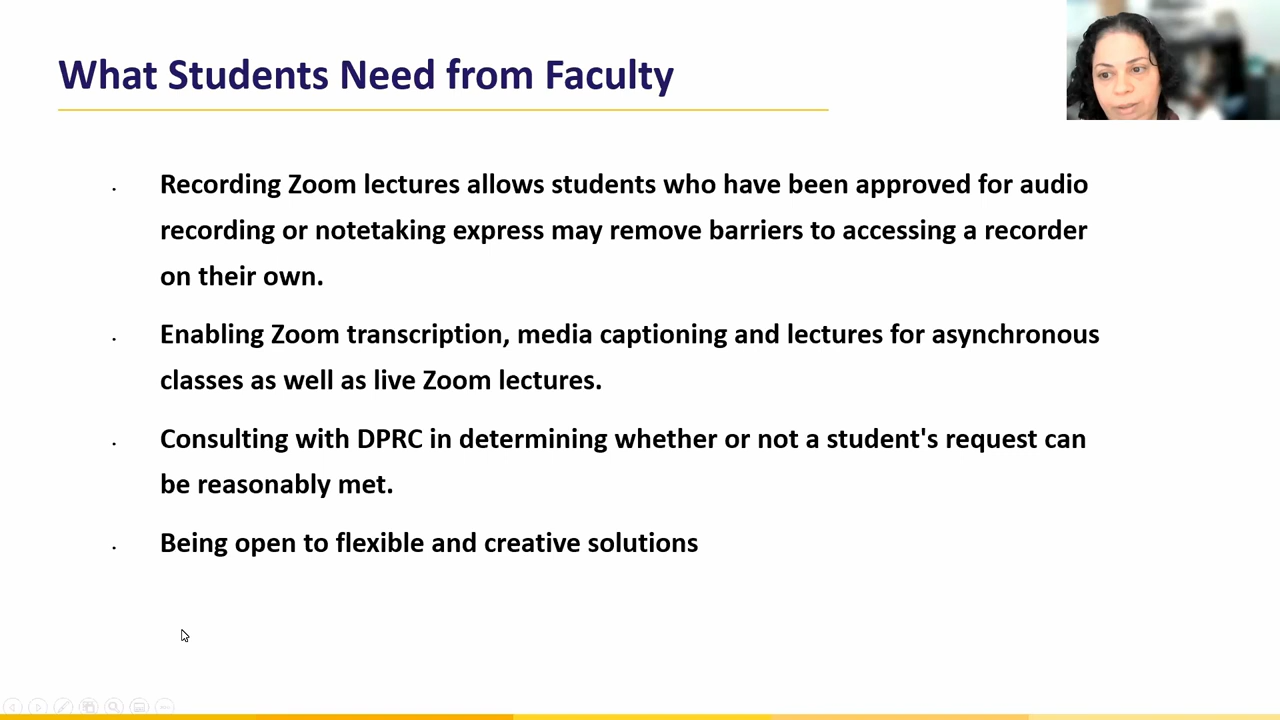 What Students Need from Faculty
Recording Zoom lectures allows students who have been approved for audio
recording or notetaking express may remove barriers to accessing a recorder
on their own.
Enabling Zoom transcription, media captioning and lectures for asynchronous
classes as well as live Zoom lectures.
Consulting with DPRC in determining whether or not a student's request can
be reasonably met.
Being open to flexible and creative solutions